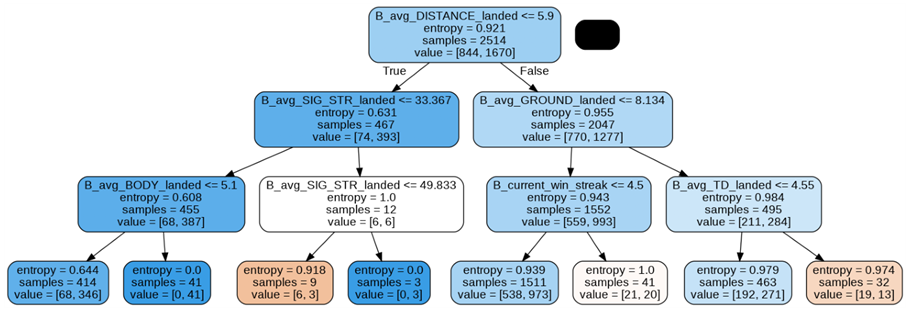 B_avg_DISTANCE_landed <= 5.9
entropy = 0.921
samples = 2514
value = [844, 1670]
True
False
B_avg_SIG_STR_landed <= 33.367
entropy = 0.631
samples = 467
value = [74, 393]
B_avg_GROUND_landed <= 8.134
entropy = 0.955
samples = 2047
value = [770, 1277]
B_avg_BODY_landed <= 5.1
entropy = 0.608
samples = 455
value = [68, 387]
B_avg_SIG_STR_landed <= 49.833
entropy = 1.0
samples = 12
value = [6, 6]
B_current_win_streak <= 4.5
entropy = 0.943
samples = 1552
value = [559, 993]
B_avg_TD_landed <= 4.55
entropy = 0.984
samples = 495
value = [211, 284]
entropy = 0.644
samples = 414
value = [68, 346]
entropy = 0.0
samples = 41
value = [0, 41]
entropy = 0.918
samples = 9
value = [6, 3]
entropy = 0.0
samples = 3
value = [0, 3]
entropy = 0.939
samples = 1511
value = [538, 973]
entropy = 1.0
samples = 41
value = [21, 20]
entropy = 0.979
samples = 463
value = [192, 271]
entropy = 0.974
samples = 32
value = [19, 13]